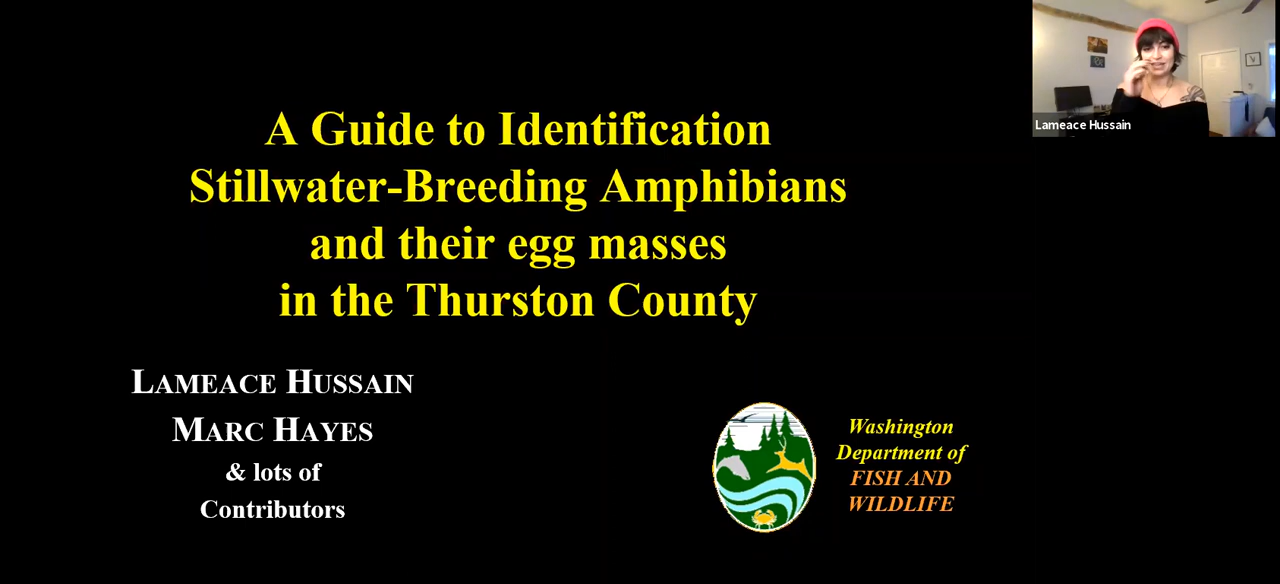 A Guide to Identification
Stillwater-Breeding Amphibians
and their egg masses
in the Thurston County
LAMEACE HUSSAIN
MARC HAYES
& lots of
Contributors
Washington
Department of
FISH AND
WILDLIFE
Lameace Hussain